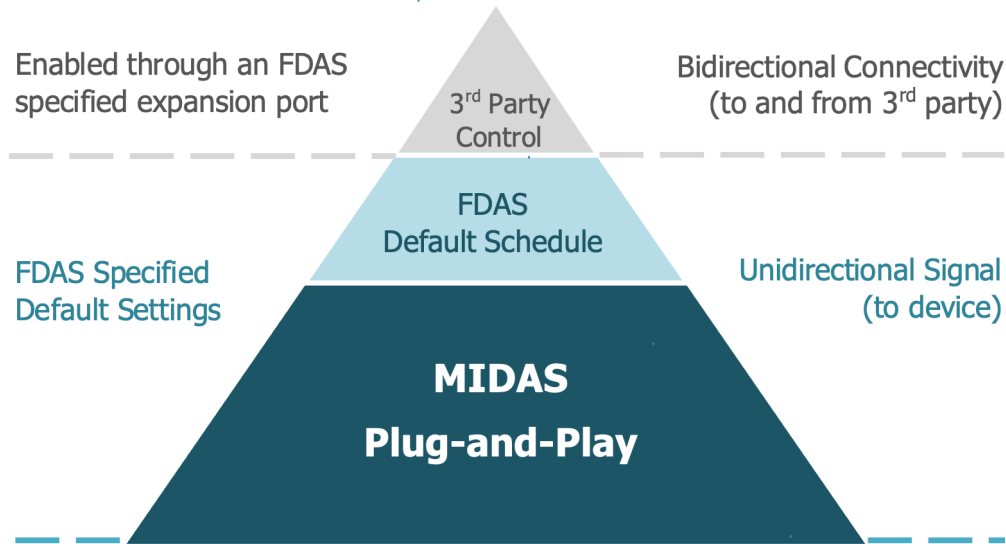 Enabled through an FDAS
specified expansion port
3rd Party
Control
Bidirectional Connectivity
(to and from 3rd party)
FDAS
Default Schedule
FDAS Specified
Default Settings
Unidirectional Signal
(to device)
MIDAS
Plug-and-Play